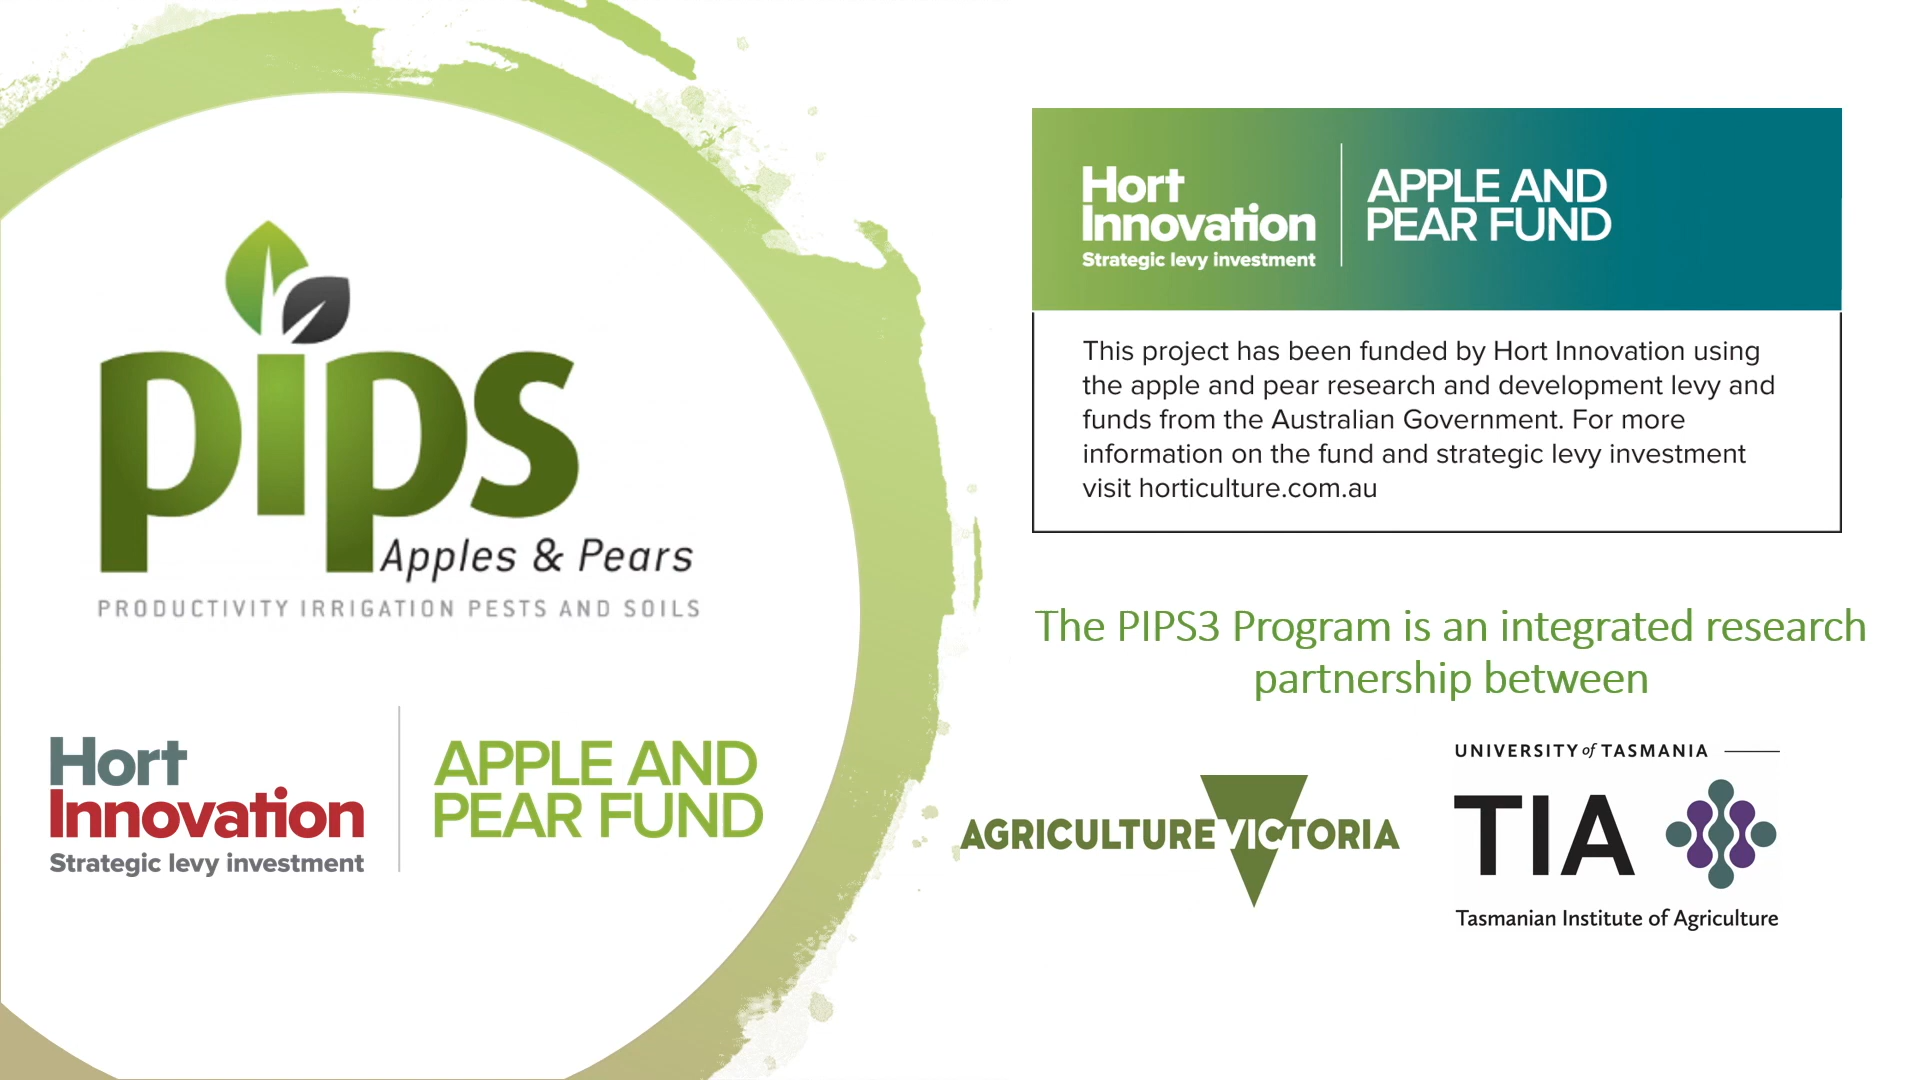 pips
Apples & Pears
PRODUCTIVITY IRRIGATION PESTS AND SOILS
Hort
Innovation
Strategic levy investment
APPLE AND
PEAR FUND
Hort
Innovation
Strategic levy investment
APPLE AND
PEAR FUND
This project has been funded by Hort Innovation using
the apple and pear research and development levy and
funds from the Australian Government. For more
information on the fund and strategic levy investment
visit horticulture.com.au
The PIPS3 Program is an integrated research
partnership between
AGRICULTURE VICTORIA
UNIVERSITY of TASMANIA
TIA
Tasmanian Institute of Agriculture